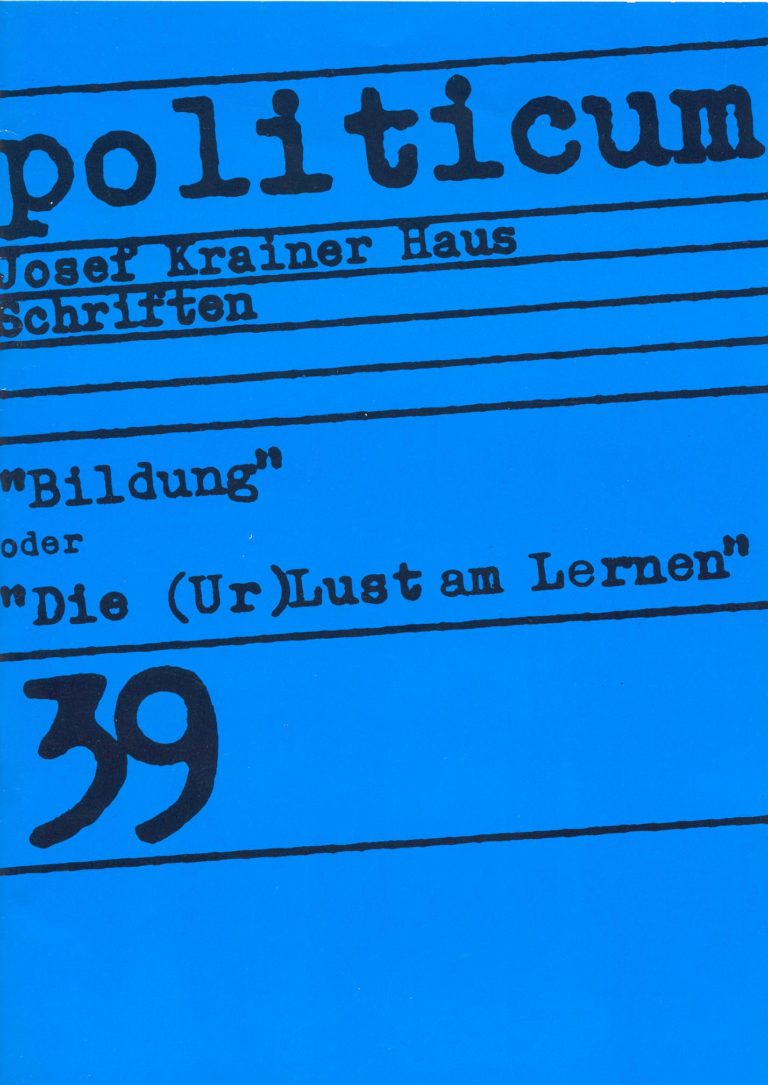 politicum
Josef Krainer Haus
Schriften
"Bildung"
oder
"Die (Ur)Lust am Lernen"
39